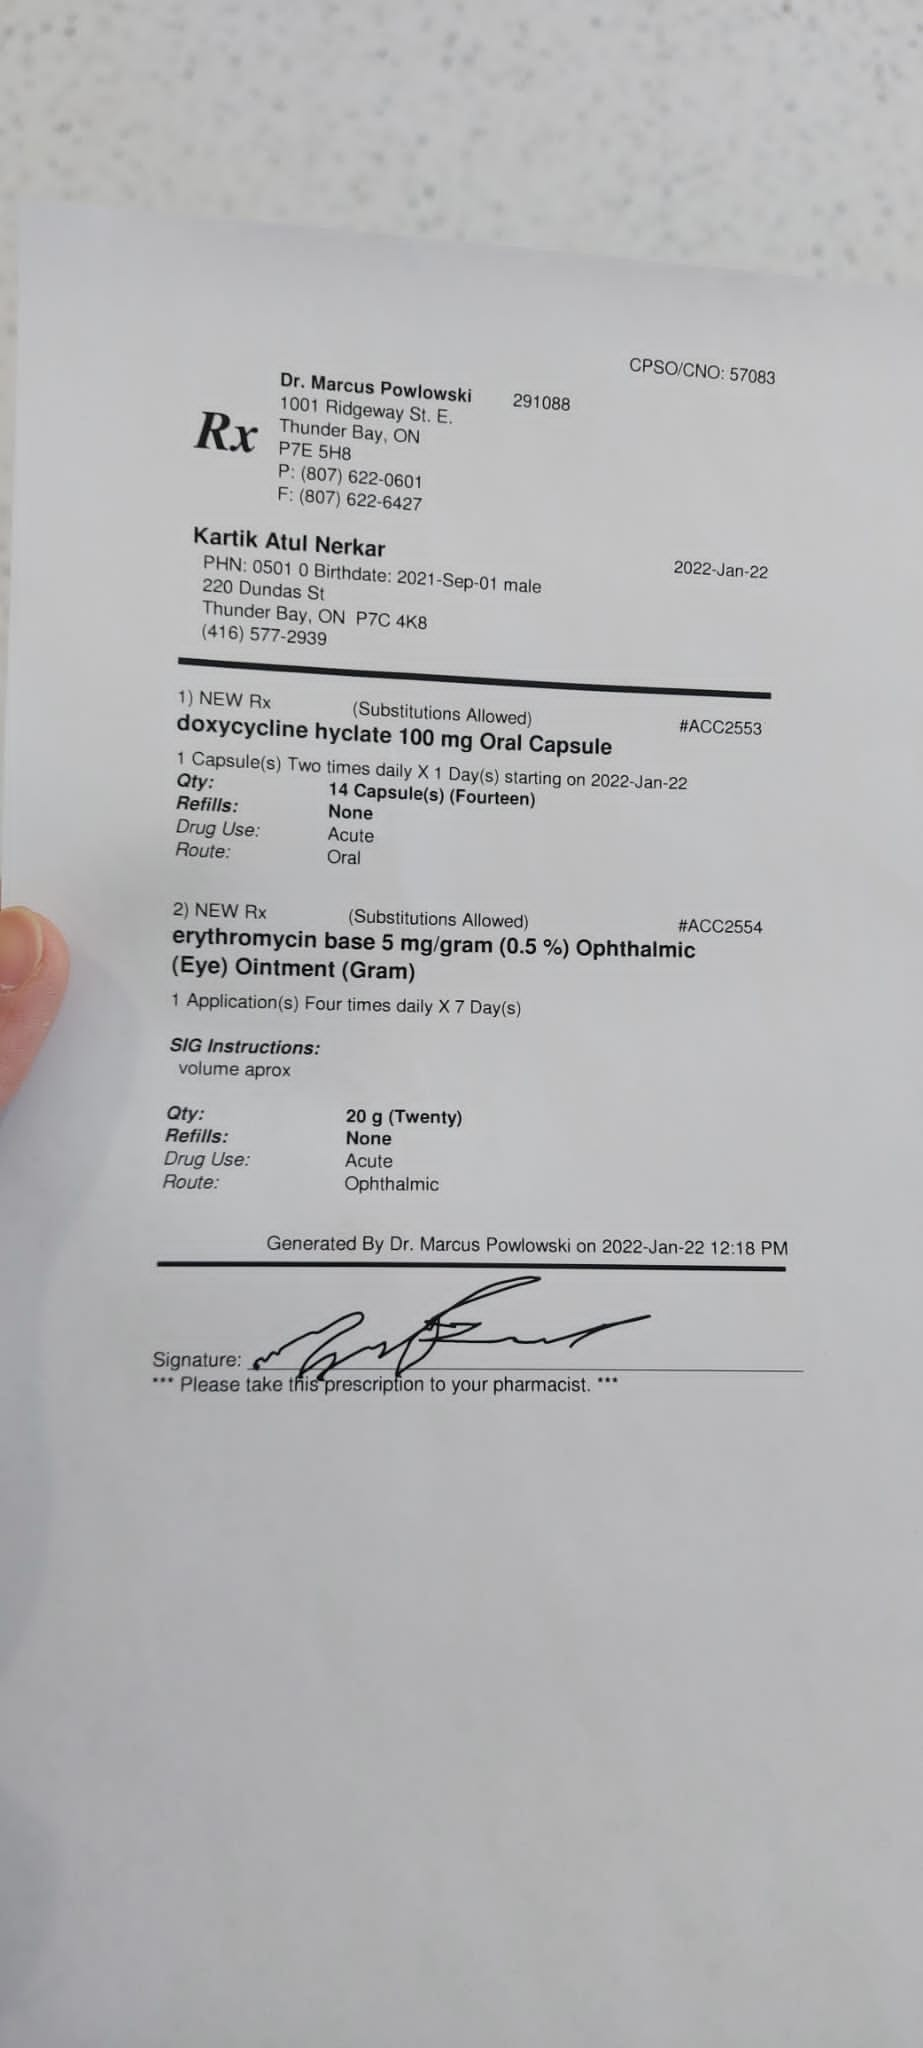 CPSO/CNO: 57083
Rx
Dr. Marcus Powlowski 291088
1001 Ridgeway St. E.
Thunder Bay, ON
P7E 5H8
P: (807) 622-0601
F: (807) 622-6427
Kartik Atul Nerkar 2022-Jan-22
PHN: 0501 0 Birthdate: 2021-Sep-01 male
220 Dundas St
Thunder Bay, ON P7C 4K8
(416) 577-2939
1) NEW Rx (Substitutions Allowed) #ACC2553
doxycycline hyclate 100 mg Oral Capsule
1 Capsule(s) Two times daily X 1 Day(s) starting on 2022-Jan-22
Qty: 14 Capsule(s) (Fourteen)
Refills: None
Drug Use: Acute
Route: Oral
2) NEW Rx (Substitutions Allowed) #ACC2554
erythromycin base 5 mg/gram (0.5 %) Ophthalmic
(Eye) Ointment (Gram)
1 Application(s) Four times daily X 7 Day(s)
SIG Instructions:
volume aprox
Qty: 20 g (Twenty)
Refills: None
Drug Use: Acute
Route: Ophthalmic
Generated By Dr. Marcus Powlowski on 2022-Jan-22 12:18 PM
Signature:
*** Please take this prescription to your pharmacist. ***